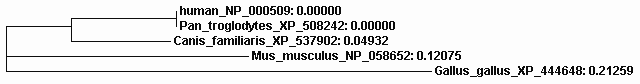 human_NP_000509: 0.00000
Pan_troglodytes_XP_508242: 0.00000
Canis_familiaris_XP_537902: 0.04932
Mus_musculus_NP_058652: 0.12075
Gallus_gallus_XP_444648: 0.21259